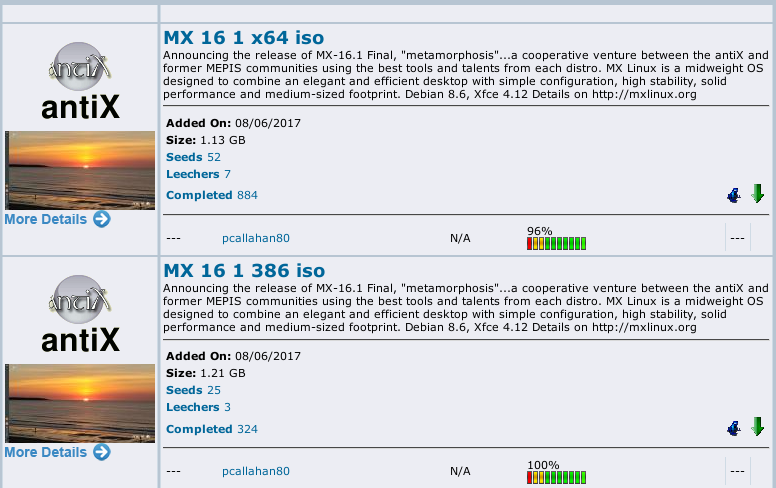 MX 16 1 x64 iso
Announcing the release of MX-16.1 Final, "metamorphosis"...a cooperative venture between the antiX and
former MEPIS communities using the best tools and talents from each distro. MX Linux is a midweight OS
designed to combine an elegant and efficient desktop with simple configuration, high stability, solid
performance and medium-sized footprint. Debian 8.6, Xfce 4.12 Details on http://mxlinux.org
antiX
antiX
More Details
Added On: 08/06/2017
Size: 1.13 GB
Seeds 52
Leechers 7
Completed 884
--- pcallahan80 N/A 96% ---
MX 16 1 386 iso
Announcing the release of MX-16.1 Final, "metamorphosis"...a cooperative venture between the antiX and
former MEPIS communities using the best tools and talents from each distro. MX Linux is a midweight OS
designed to combine an elegant and efficient desktop with simple configuration, high stability, solid
performance and medium-sized footprint. Debian 8.6, Xfce 4.12 Details on http://mxlinux.org
antiX
antiX
More Details
Added On: 08/06/2017
Size: 1.21 GB
Seeds 25
Leechers 3
Completed 324
--- pcallahan80 N/A 100% ---